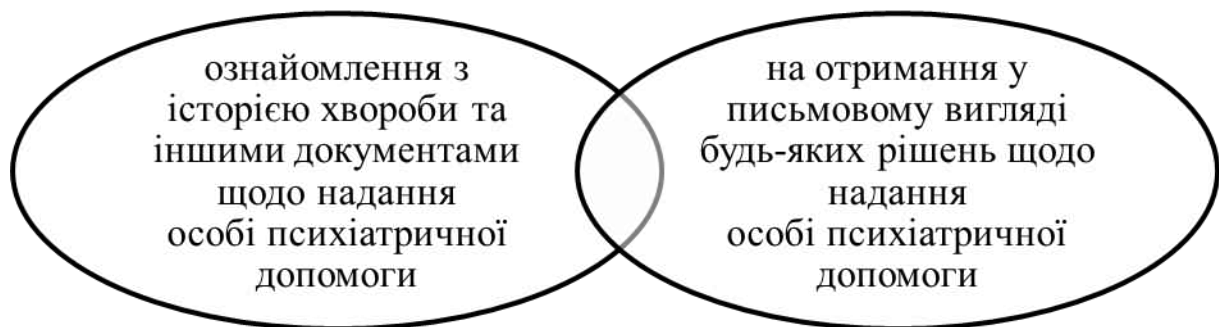 ознайомлення з
історією хвороби та
іншими документами
щодо надання
особі психіатричної
допомоги
на отримання у
письмовому вигляді
будь-яких рішень щодо
надання
особі психіатричної
допомоги